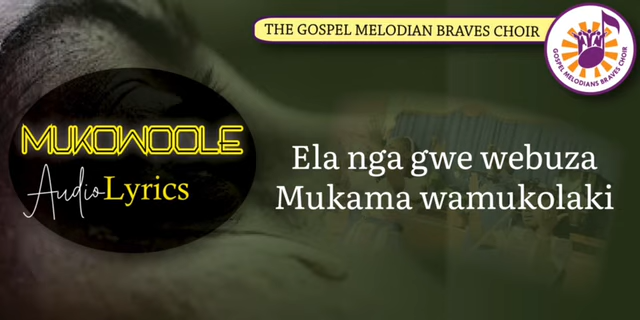 THE GOSPEL MELODIAN BRAVES CHOIR
GOSPEL MELODIANS BRAVES CHOIR
MUKOWOOLE
Audio Lyrics
Ela nga gwe webuza
Mukama wamukolaki